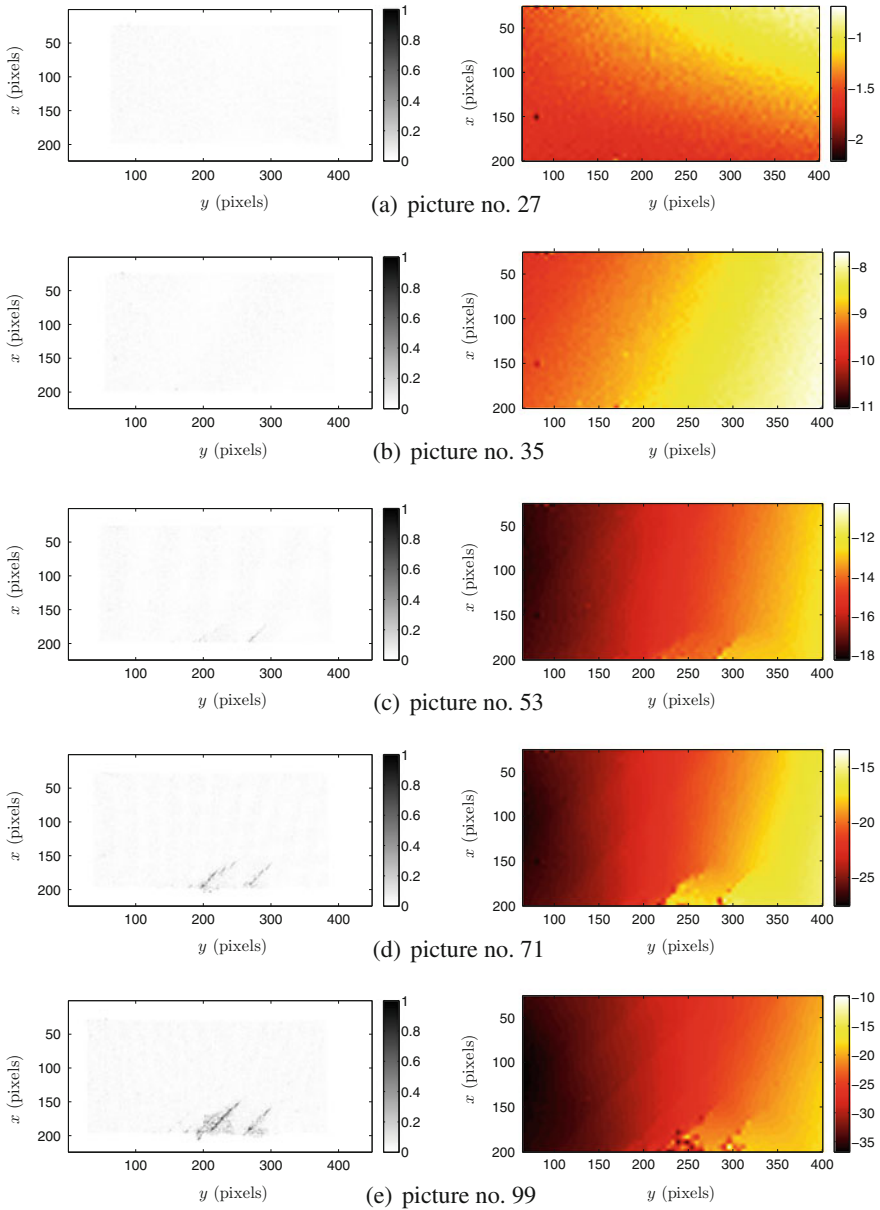 1
0.8
0.6
0.4
0.2
0
50
100
150
200
x (pixels)
100 200 300 400
y (pixels)
−1
−1.5
−2
50
100
150
200
x (pixels)
100 150 200 250 300 350 400
y (pixels)
(a) picture no. 27
1
0.8
0.6
0.4
0.2
0
50
100
150
200
x (pixels)
100 200 300 400
y (pixels)
−8
−9
−10
−11
50
100
150
200
x (pixels)
100 150 200 250 300 350 400
y (pixels)
(b) picture no. 35
1
0.8
0.6
0.4
0.2
0
50
100
150
200
x (pixels)
100 200 300 400
y (pixels)
−12
−14
−16
−18
50
100
150
200
x (pixels)
100 150 200 250 300 350 400
y (pixels)
(c) picture no. 53
1
0.8
0.6
0.4
0.2
0
50
100
150
200
x (pixels)
100 200 300 400
y (pixels)
−15
−20
−25
50
100
150
200
x (pixels)
100 150 200 250 300 350 400
y (pixels)
(d) picture no. 71
1
0.8
0.6
0.4
0.2
0
50
100
150
200
x (pixels)
100 200 300 400
y (pixels)
−10
−15
−20
−25
−30
−35
50
100
150
200
x (pixels)
100 150 200 250 300 350 400
y (pixels)
(e) picture no. 99